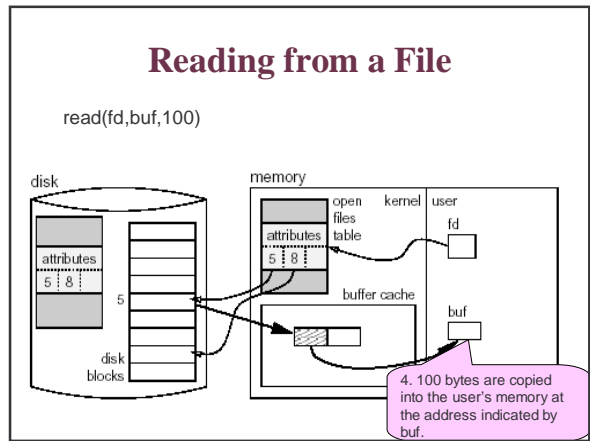 Reading from a File
read(fd,buf,100)
disk
attributes
5 8
5
disk
blocks
memory
open
files
table
attributes
5 8
kernel
user
fd
buffer cache
buf
4. 100 bytes are copied
into the user's memory at
the address indicated by
buf.